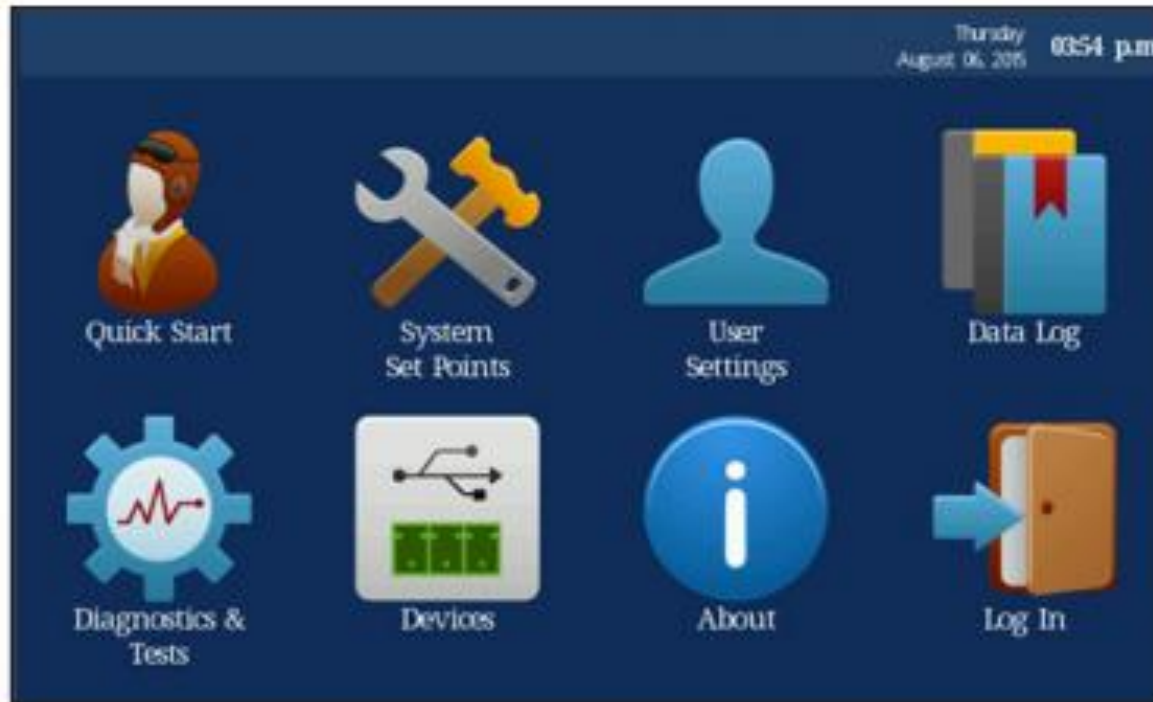 Thursday
August 06, 2015
03:54 p.m
Quick Start
System
Set Points
User
Settings
Data Log
Diagnostics &
Tests
Devices
About
Log In